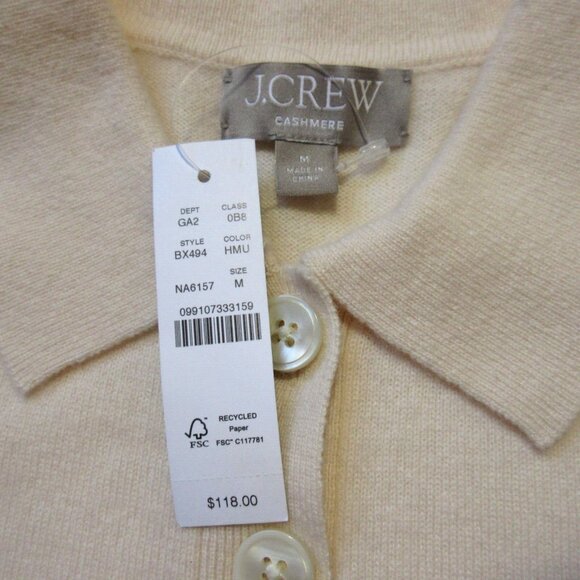 J.CREW
CASHMERE
M
MADE IN
CHINA
DEPT CLASS
GA2 0B8
STYLE COLOR
BX494 HMU
SIZE
NA6157 M
099107333159
FSC
RECYCLED
Paper
FSC™ C117781
$118.00